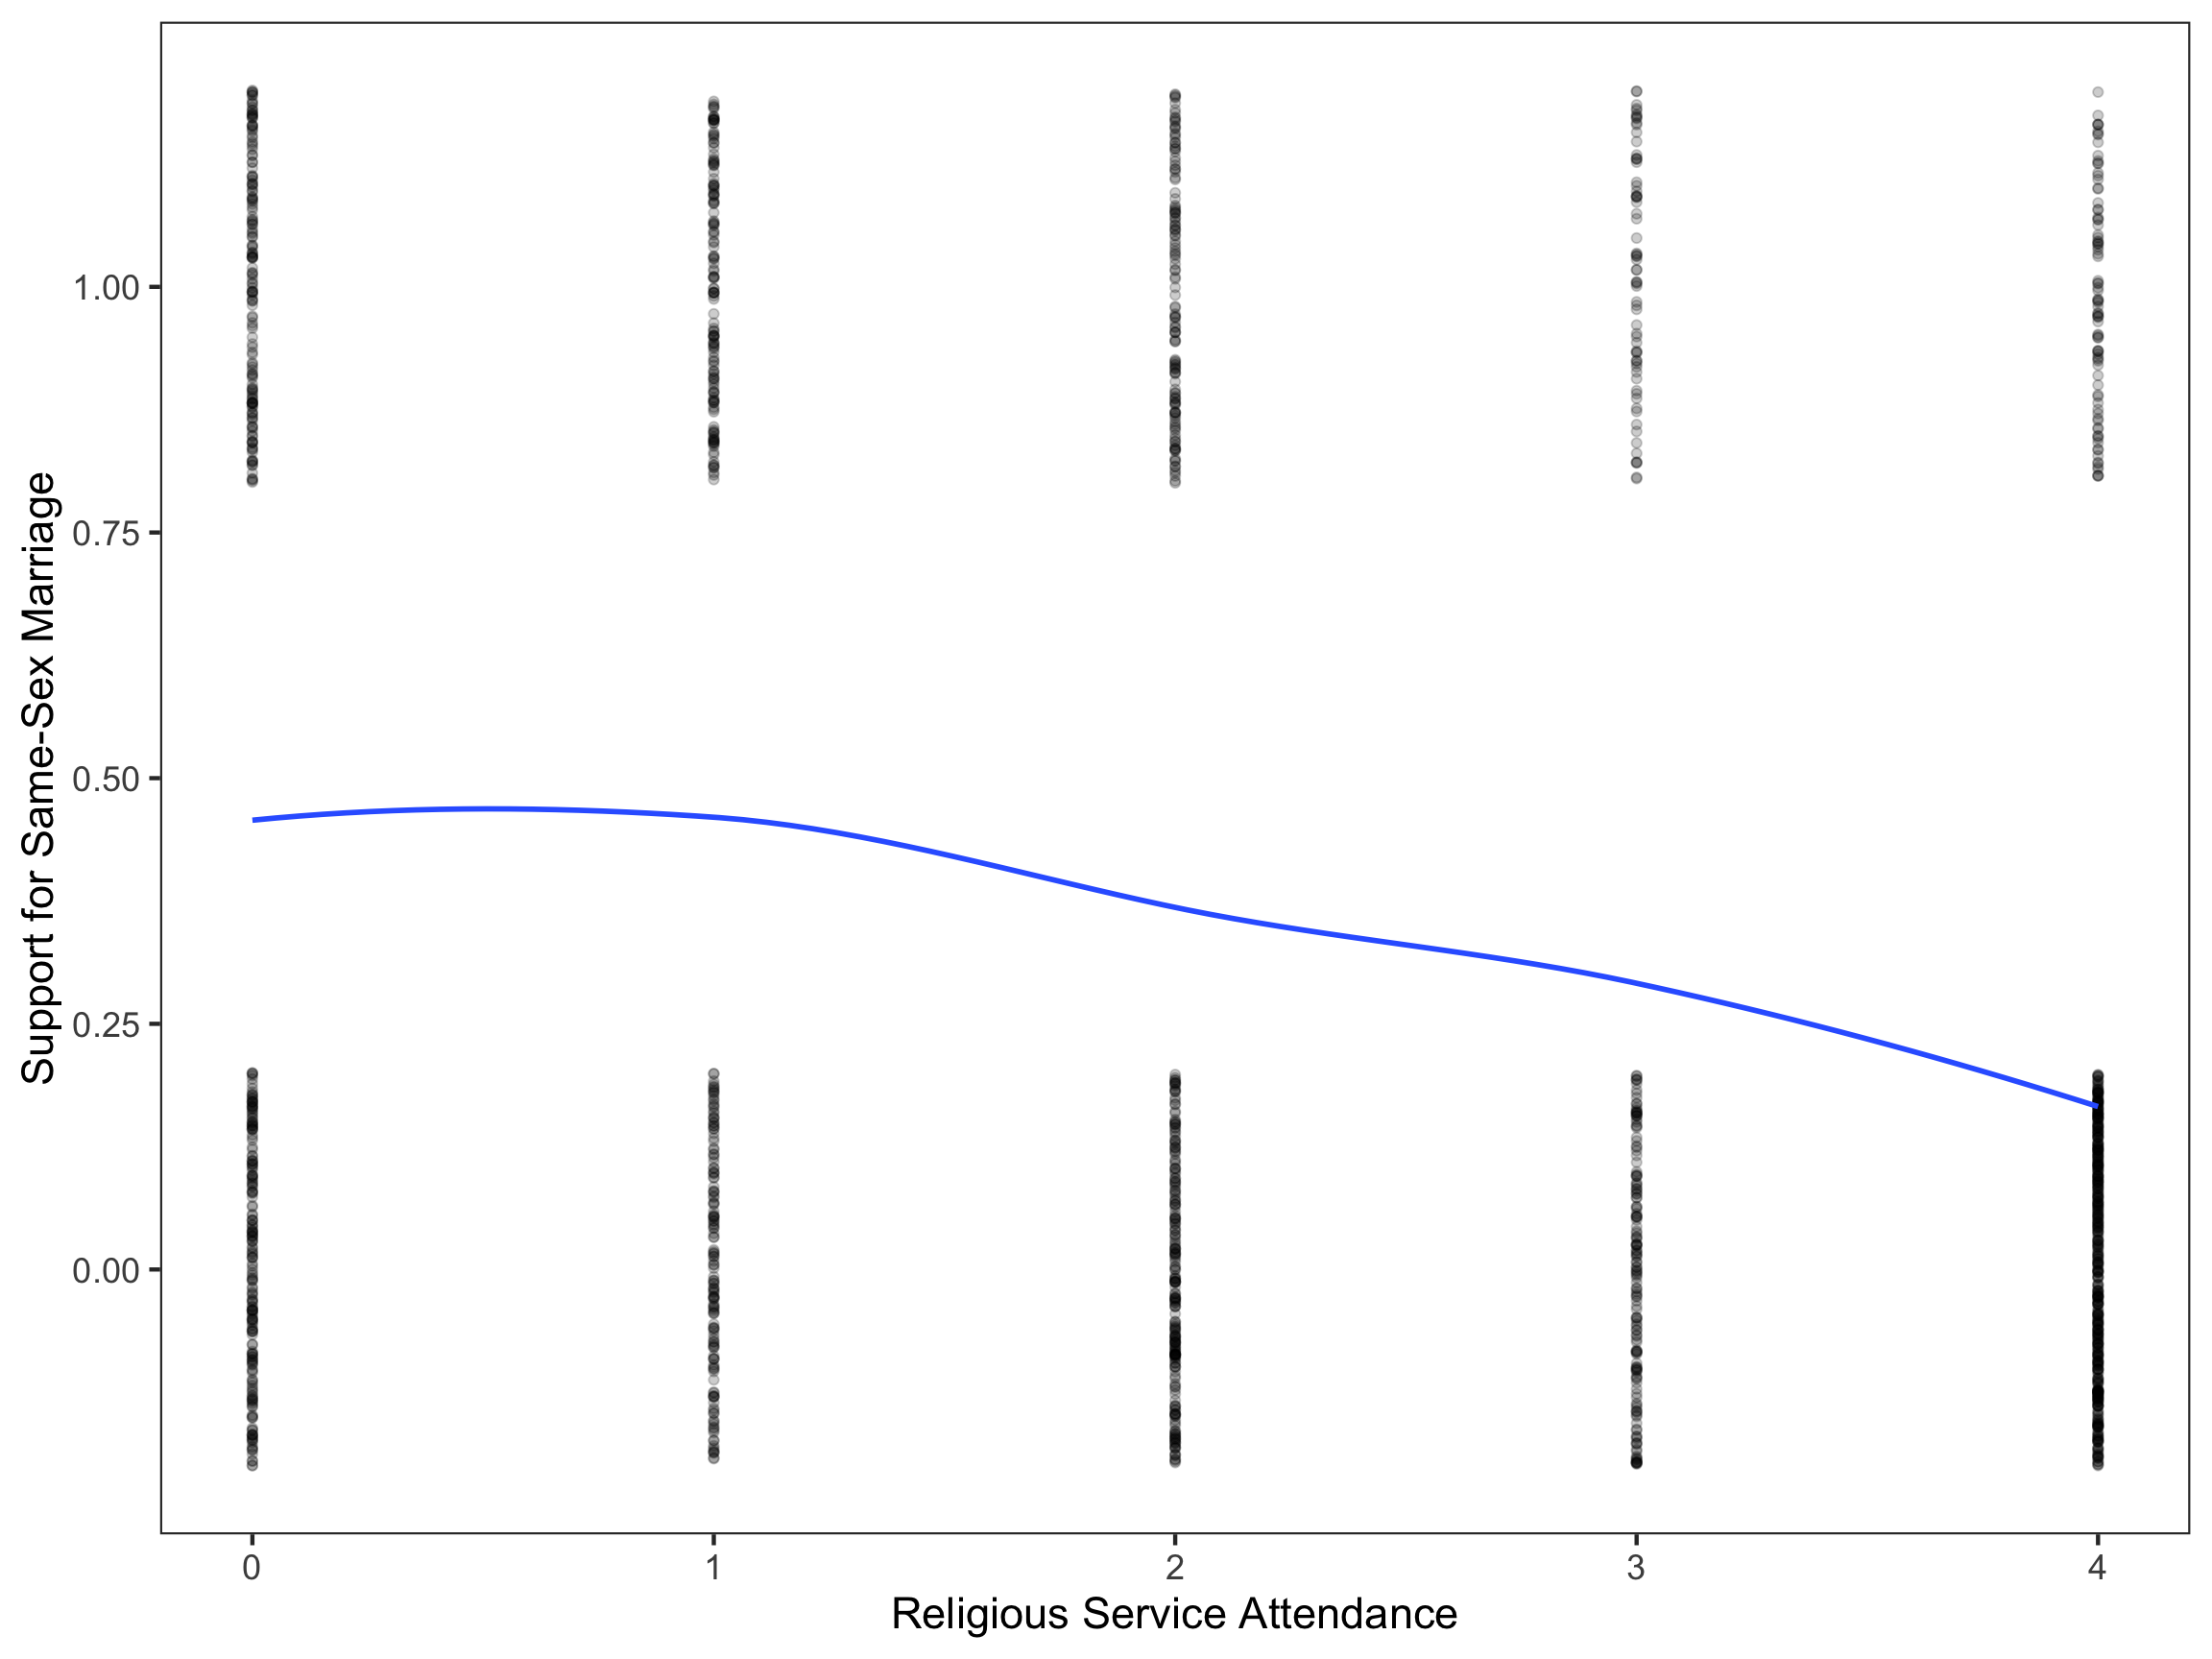 Support for Same-Sex Marriage
1.00
0.75
0.50
0.25
0.00
0 1 2 3 4
Religious Service Attendance